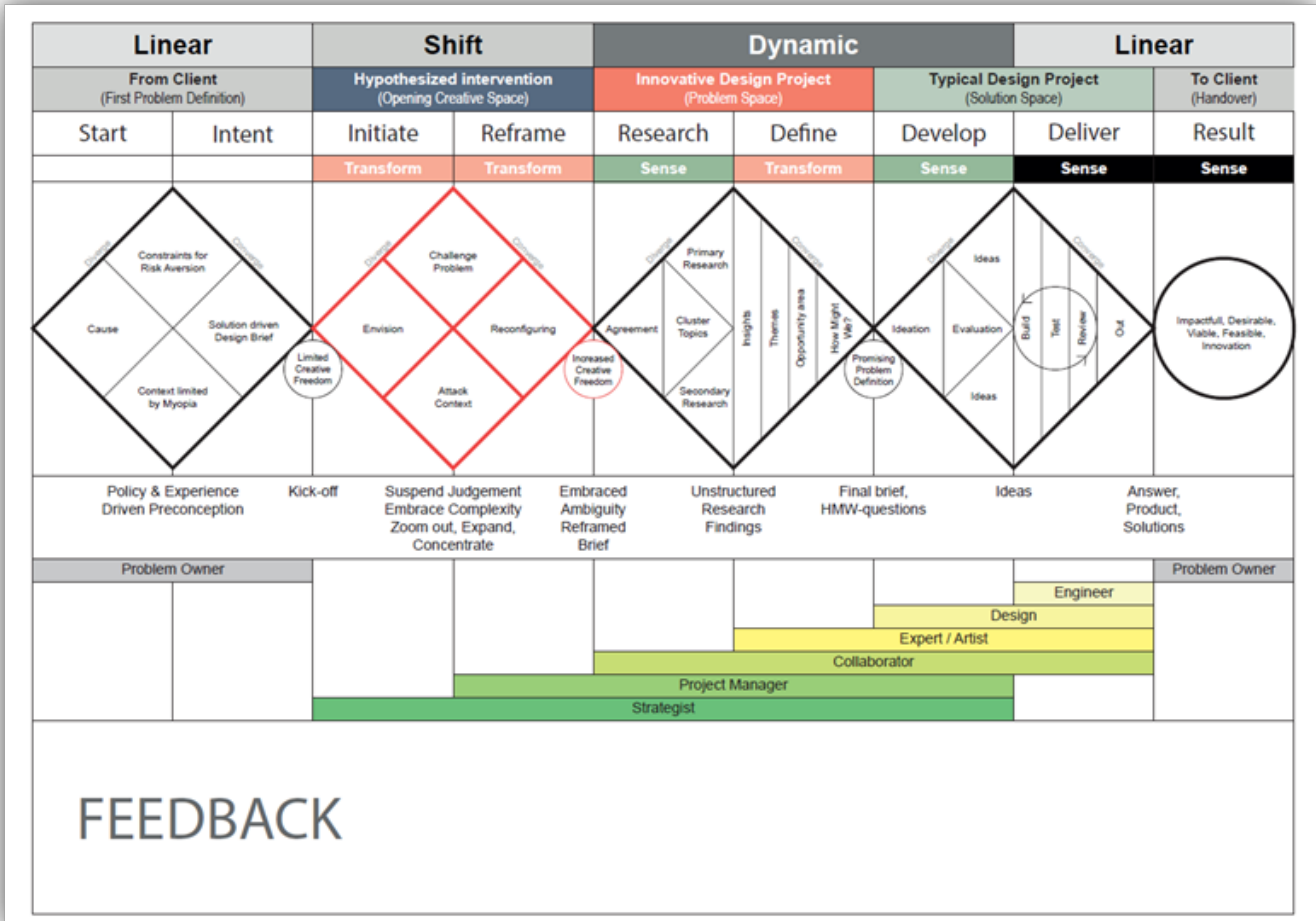 Linear
Shift
Dynamic
Linear
From Client
(First Problem Definition)
Hypothesized intervention
(Opening Creative Space)
Innovative Design Project
(Problem Space)
Typical Design Project
(Solution Space)
To Client
(Handover)
Start
Intent
Initiate
Reframe
Research
Define
Develop
Deliver
Result
Transform
Transform
Sense
Transform
Sense
Sense
Sense
Diverge
Converge
Constraints for
Risk Aversion
Cause
Solution driven
Design Brief
Context limited
by Myopia
Limited
Creative
Freedom
Diverge
Converge
Challenge
Problem
Envision
Reconfiguring
Attack
Context
Increased
Creative
Freedom
Diverge
Converge
Agreement
Primary
Research
Cluster
Topics
Secondary
Research
Insights
Themes
Opportunity area
How Might
We?
Promising
Problem
Definition
Diverge
Converge
Ideation
Ideas
Evaluation
Ideas
Build
Test
Review
Out
Impactfull, Desirable,
Viable, Feasible,
Innovation
Policy & Experience
Driven Preconception
Kick-off
Suspend Judgement
Embrace Complexity
Zoom out, Expand,
Concentrate
Embraced
Ambiguity
Reframed
Brief
Unstructured
Research
Findings
Final brief,
HMW-questions
Ideas
Answer,
Product,
Solutions
Problem Owner
Problem Owner
Engineer
Design
Expert / Artist
Collaborator
Project Manager
Strategist
FEEDBACK